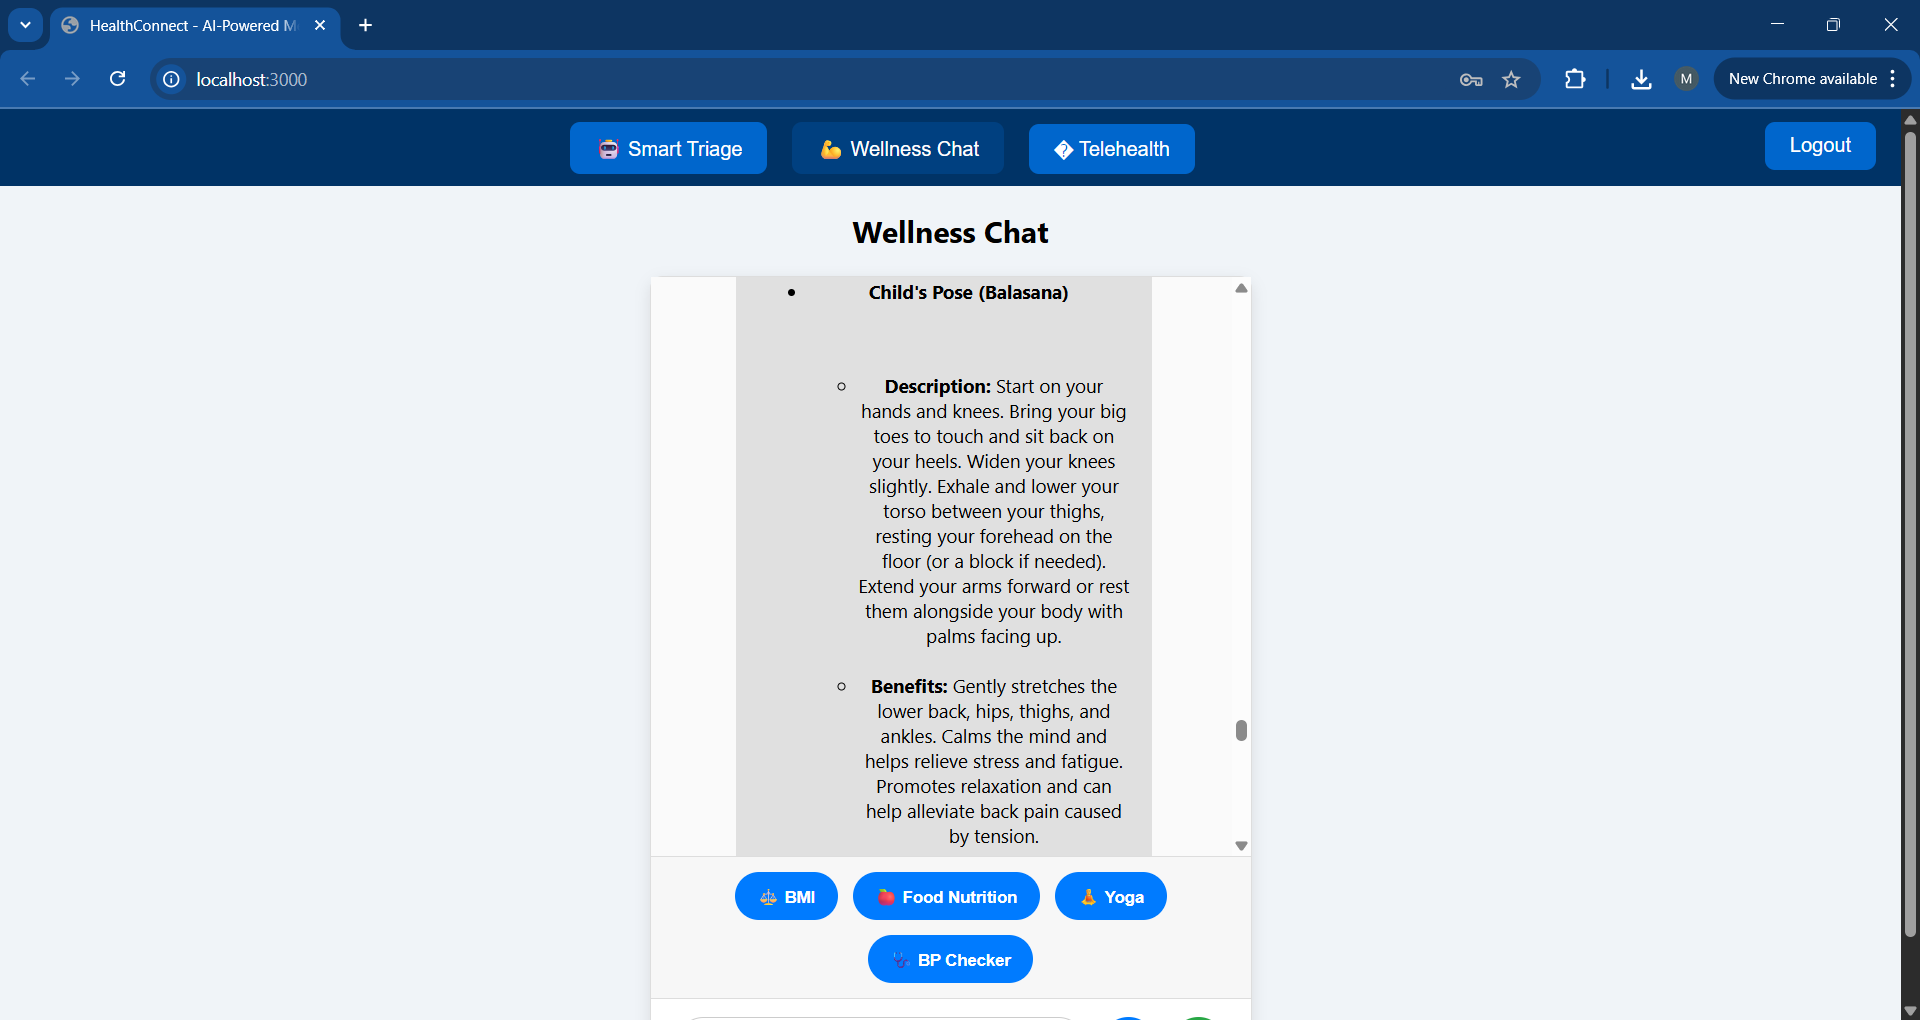 HealthConnect - AI-Powered M
localhost:3000
M
New Chrome available
Smart Triage
Wellness Chat
� Telehealth
Logout
Wellness Chat
• Child's Pose (Balasana)
Description: Start on your
hands and knees. Bring your big
toes to touch and sit back on
your heels. Widen your knees
slightly. Exhale and lower your
torso between your thighs,
resting your forehead on the
floor (or a block if needed).
Extend your arms forward or rest
them alongside your body with
palms facing up.
Benefits: Gently stretches the
lower back, hips, thighs, and
ankles. Calms the mind and
helps relieve stress and fatigue.
Promotes relaxation and can
help alleviate back pain caused
by tension.
BMI
Food Nutrition
Yoga
BP Checker